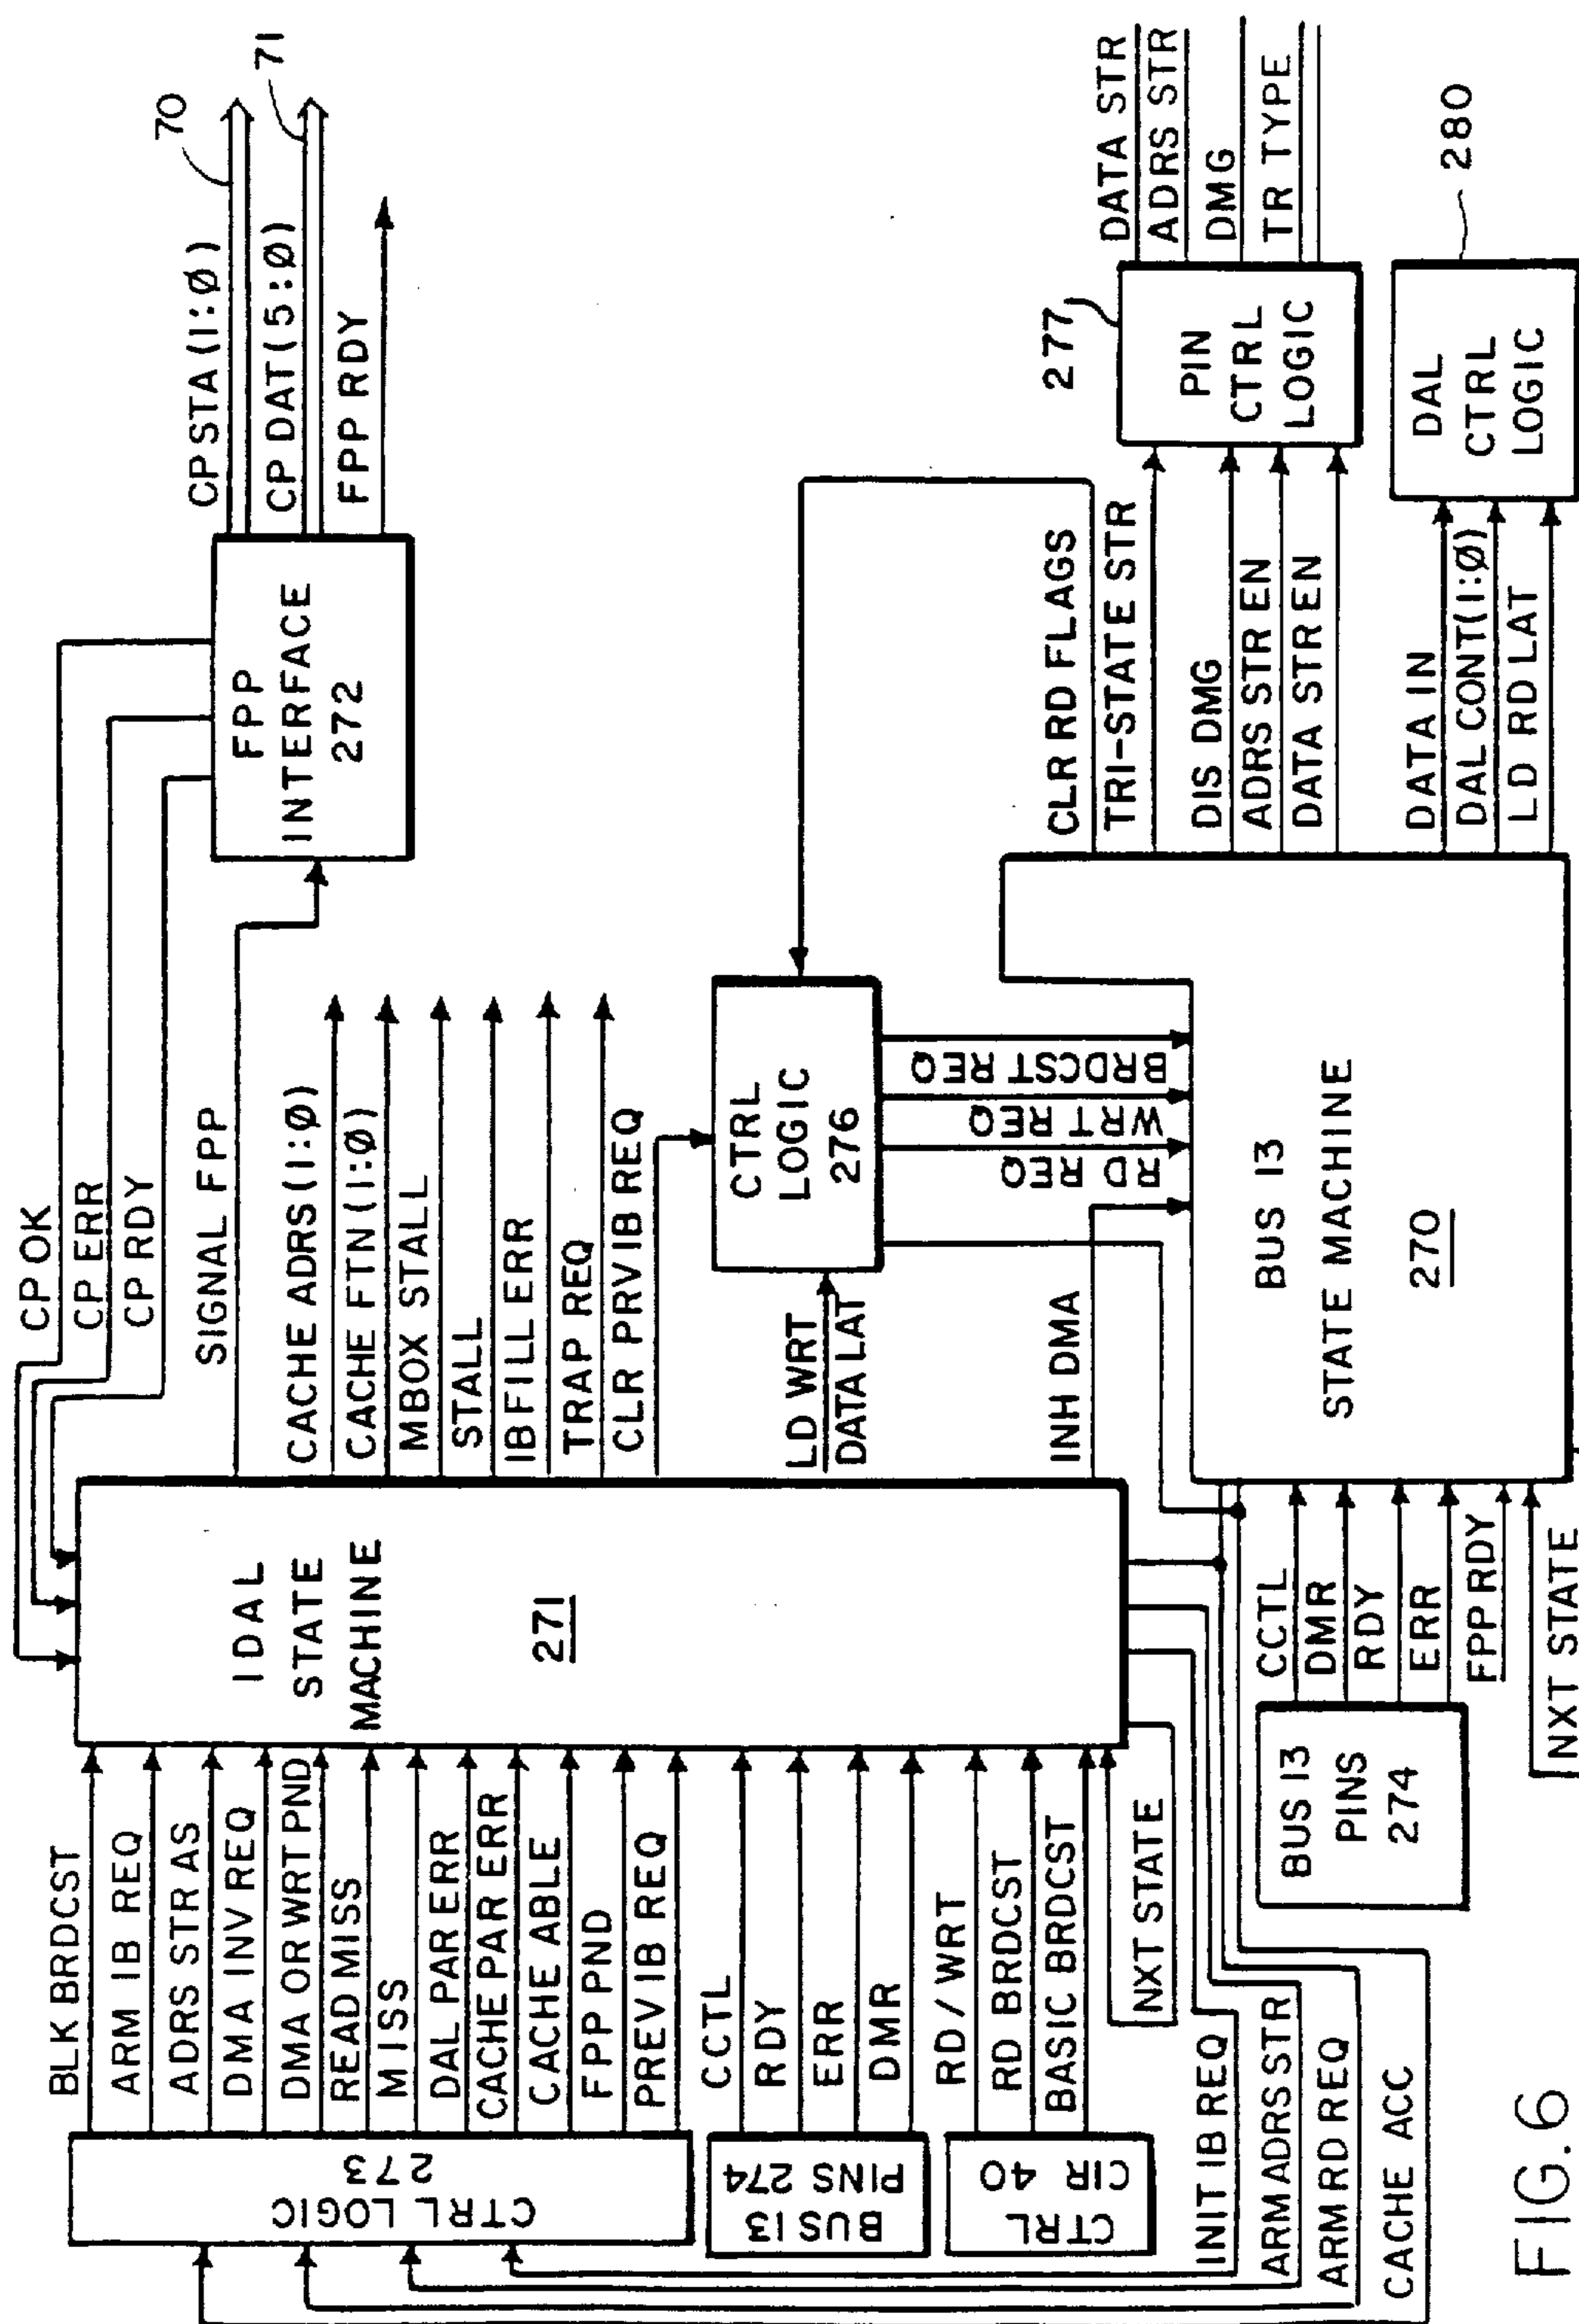 BLK BRDCST
ARM IB REQ
ADRS STR AS
DMA INV REQ
DMA OR WRT PND
READ MISS
MISS
DAL PAR ERR
CACHE PAR ERR
CACHE ABLE
FPP PND
PREV IB REQ
CTRL LOGIC
273
CCTL
RDY
ERR
DMR
BUS 13
PINS 274
RD/WRT
RD BRDCST
BASIC BRDCST
CTRL
CIR 40
NXT STATE
INIT IB REQ
ARM ADRS STR
ARM RD REQ
CACHE ACC
IDAL
STATE
MACHINE
271
CP OK
CP ERR
CP RDY
SIGNAL FPP
CACHE ADRS (1:Ø)
CACHE FTN (1:Ø)
MBOX STALL
STALL
IB FILL ERR
TRAP REQ
CLR PRV IB REQ
FPP
INTERFACE
272
CP STA (1:Ø)
70
CP DAT (5:Ø)
71
FPP RDY
LD WRT
DATA LAT
CTRL
LOGIC
276
INH DMA
RD REQ
WRT REQ
BRDCST REQ
BUS 13
PINS
274
CCTL
DMR
RDY
ERR
FPP RDY
NXT STATE
BUS 13
STATE MACHINE
270
CLR RD FLAGS
TRI-STATE STR
DIS DMG
ADRS STR EN
DATA STR EN
DATA IN
DAL CONT (1:Ø)
LD RD LAT
277
PIN
CTRL
LOGIC
DATA STR
ADRS STR
DMG
TR TYPE
DAL
CTRL
LOGIC
280
FIG. 6